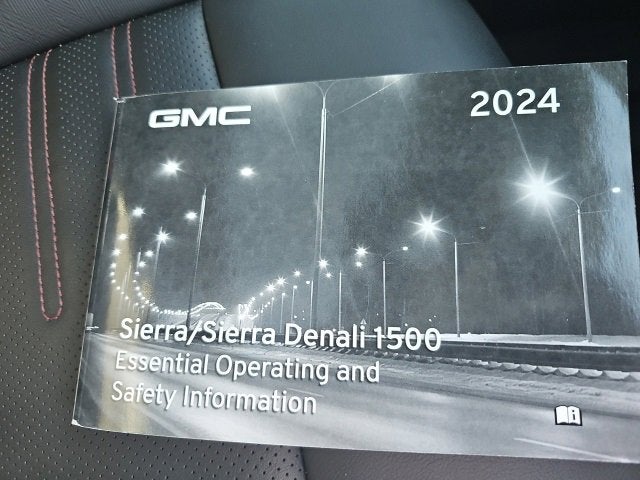 GMC
2024
Sierra/Sierra Denali 1500
Essential Operating and
Safety Information